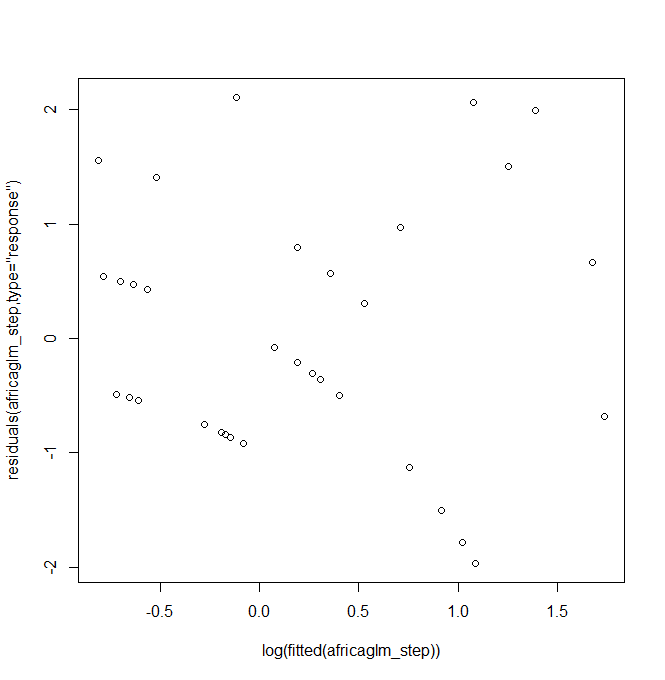 2
1
0
-1
-2
residuals(africaglm_step,type="response")
-0.5 0.0 0.5 1.0 1.5
log(fitted(africaglm_step))